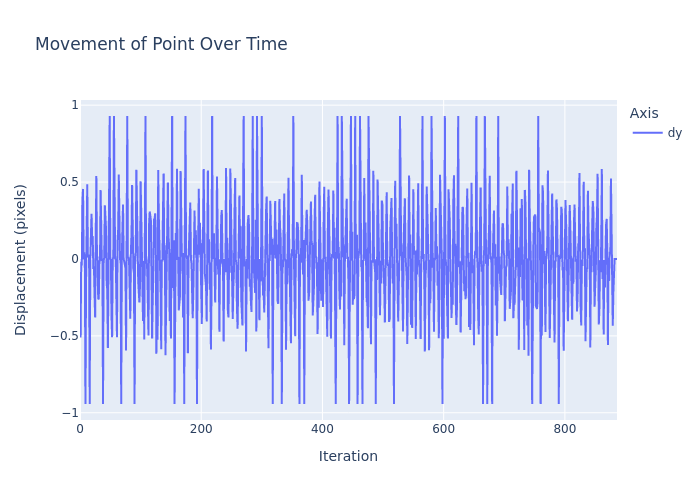 Movement of Point Over Time
Axis
dy
1
0.5
0
−0.5
−1
Displacement (pixels)
0
200
400
600
800
Iteration